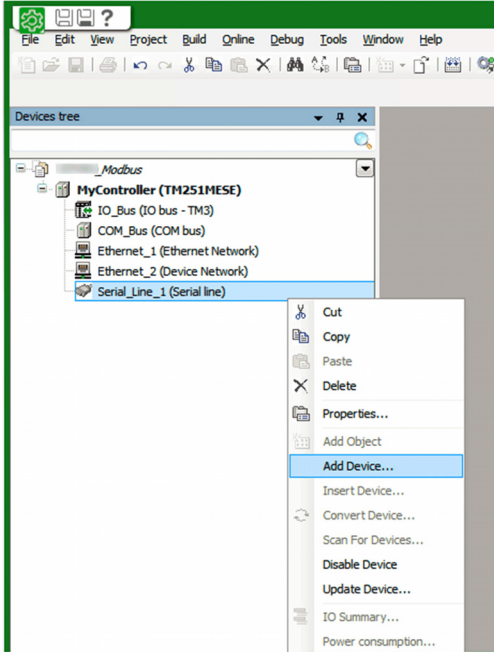 ?
File Edit View Project Build Online Debug Tools Window Help
Devices tree
_Modbus
MyController (TM251MESE)
IO_Bus (IO bus - TM3)
COM_Bus (COM bus)
Ethernet_1 (Ethernet Network)
Ethernet_2 (Device Network)
Serial_Line_1 (Serial line)
Cut
Copy
Paste
Delete
Properties...
Add Object
Add Device...
Insert Device...
Convert Device...
Scan For Devices...
Disable Device
Update Device...
IO Summary...
Power consumption...